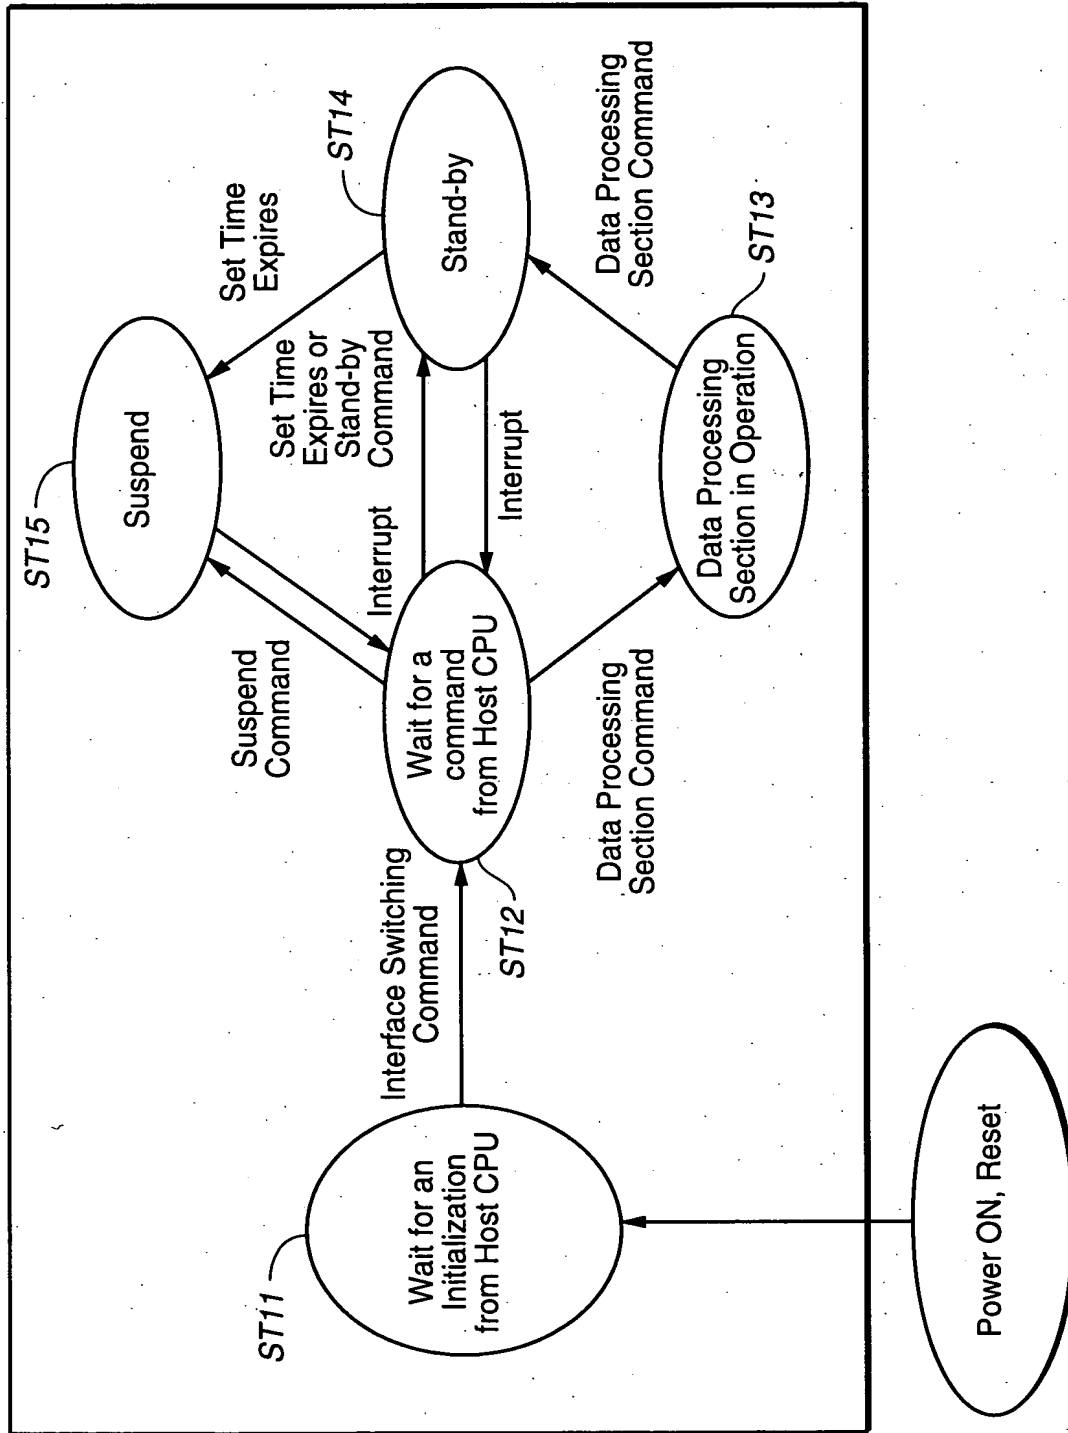 ST15
Suspend
Set Time
Expires
ST14
Stand-by
Suspend
Command
Interrupt
Set Time
Expires or
Stand-by
Command
Interrupt
ST11
Wait for an
Initialization
from Host CPU
Interface Switching
Command
Wait for a
command
from Host CPU
ST12
Data Processing
Section Command
Data Processing
Section in Operation
ST13
Data Processing
Section Command
Power ON, Reset